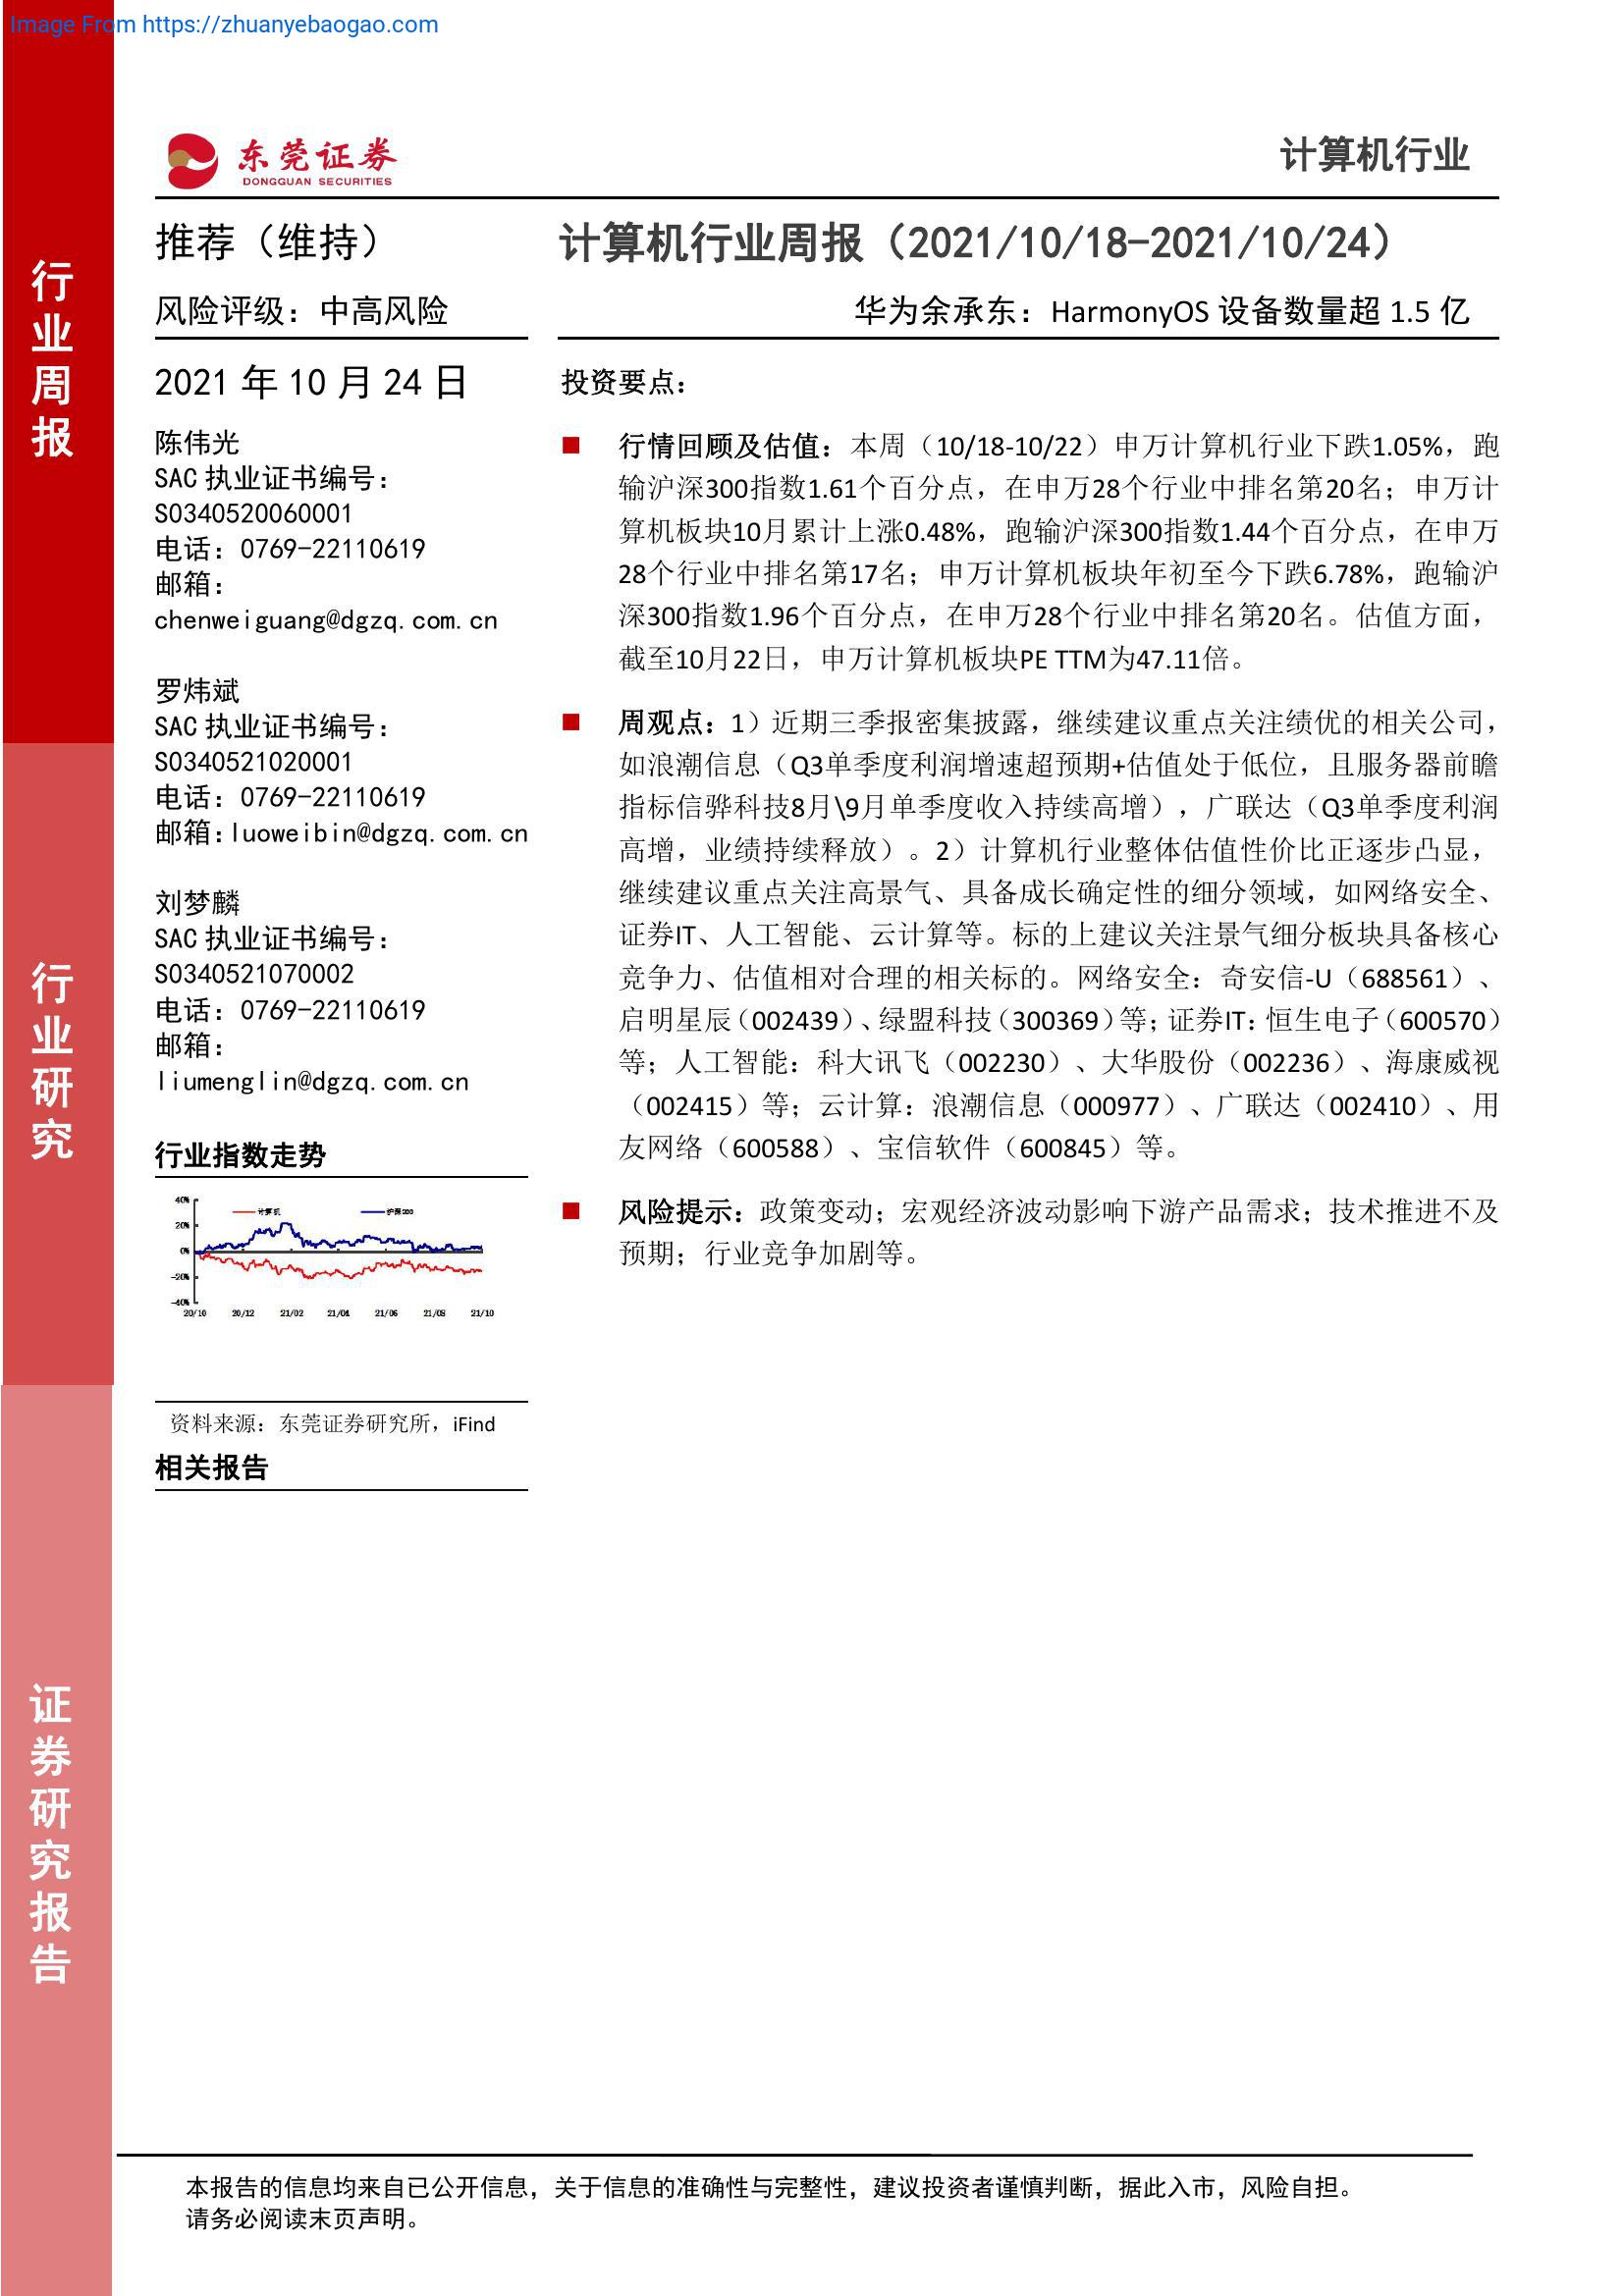 Image From https://zhuanyebaogao.com
东莞证券
DONGGUAN SECURITIES
计算机行业
行业周报
行业研究
证券研究报告
推荐（维持）
风险评级：中高风险
2021 年 10 月 24 日
陈伟光
SAC 执业证书编号：
S0340520060001
电话：0769-22110619
邮箱：
chenweiguang@dgzq.com.cn
罗炜斌
SAC 执业证书编号：
S0340521020001
电话：0769-22110619
邮箱：luoweibin@dgzq.com.cn
刘梦麟
SAC 执业证书编号：
S0340521070002
电话：0769-22110619
邮箱：
liumenglin@dgzq.com.cn
行业指数走势
40%
20%
0%
-20%
-40%
计算机
沪深300
20/10 20/12 21/02 21/04 21/06 21/08 21/10
资料来源：东莞证券研究所，iFind
相关报告
计算机行业周报（2021/10/18-2021/10/24）
华为余承东：HarmonyOS 设备数量超 1.5 亿
投资要点：
行情回顾及估值：本周（10/18-10/22）申万计算机行业下跌1.05%，跑
输沪深300指数1.61个百分点，在申万28个行业中排名第20名；申万计
算机板块10月累计上涨0.48%，跑输沪深300指数1.44个百分点，在申万
28个行业中排名第17名；申万计算机板块年初至今下跌6.78%，跑输沪
深300指数1.96个百分点，在申万28个行业中排名第20名。估值方面，
截至10月22日，申万计算机板块PE TTM为47.11倍。
周观点：1）近期三季报密集披露，继续建议重点关注绩优的相关公司，
如浪潮信息（Q3单季度利润增速超预期+估值处于低位，且服务器前瞻
指标信骅科技8月\9月单季度收入持续高增），广联达（Q3单季度利润
高增，业绩持续释放）。2）计算机行业整体估值性价比正逐步凸显，
继续建议重点关注高景气、具备成长确定性的细分领域，如网络安全、
证券IT、人工智能、云计算等。标的上建议关注景气细分板块具备核心
竞争力、估值相对合理的相关标的。网络安全：奇安信-U（688561）、
启明星辰（002439）、绿盟科技（300369）等；证券IT：恒生电子（600570）
等；人工智能：科大讯飞（002230）、大华股份（002236）、海康威视
（002415）等；云计算：浪潮信息（000977）、广联达（002410）、用
友网络（600588）、宝信软件（600845）等。
风险提示：政策变动；宏观经济波动影响下游产品需求；技术推进不及
预期；行业竞争加剧等。
本报告的信息均来自已公开信息，关于信息的准确性与完整性，建议投资者谨慎判断，据此入市，风险自担。
请务必阅读末页声明。